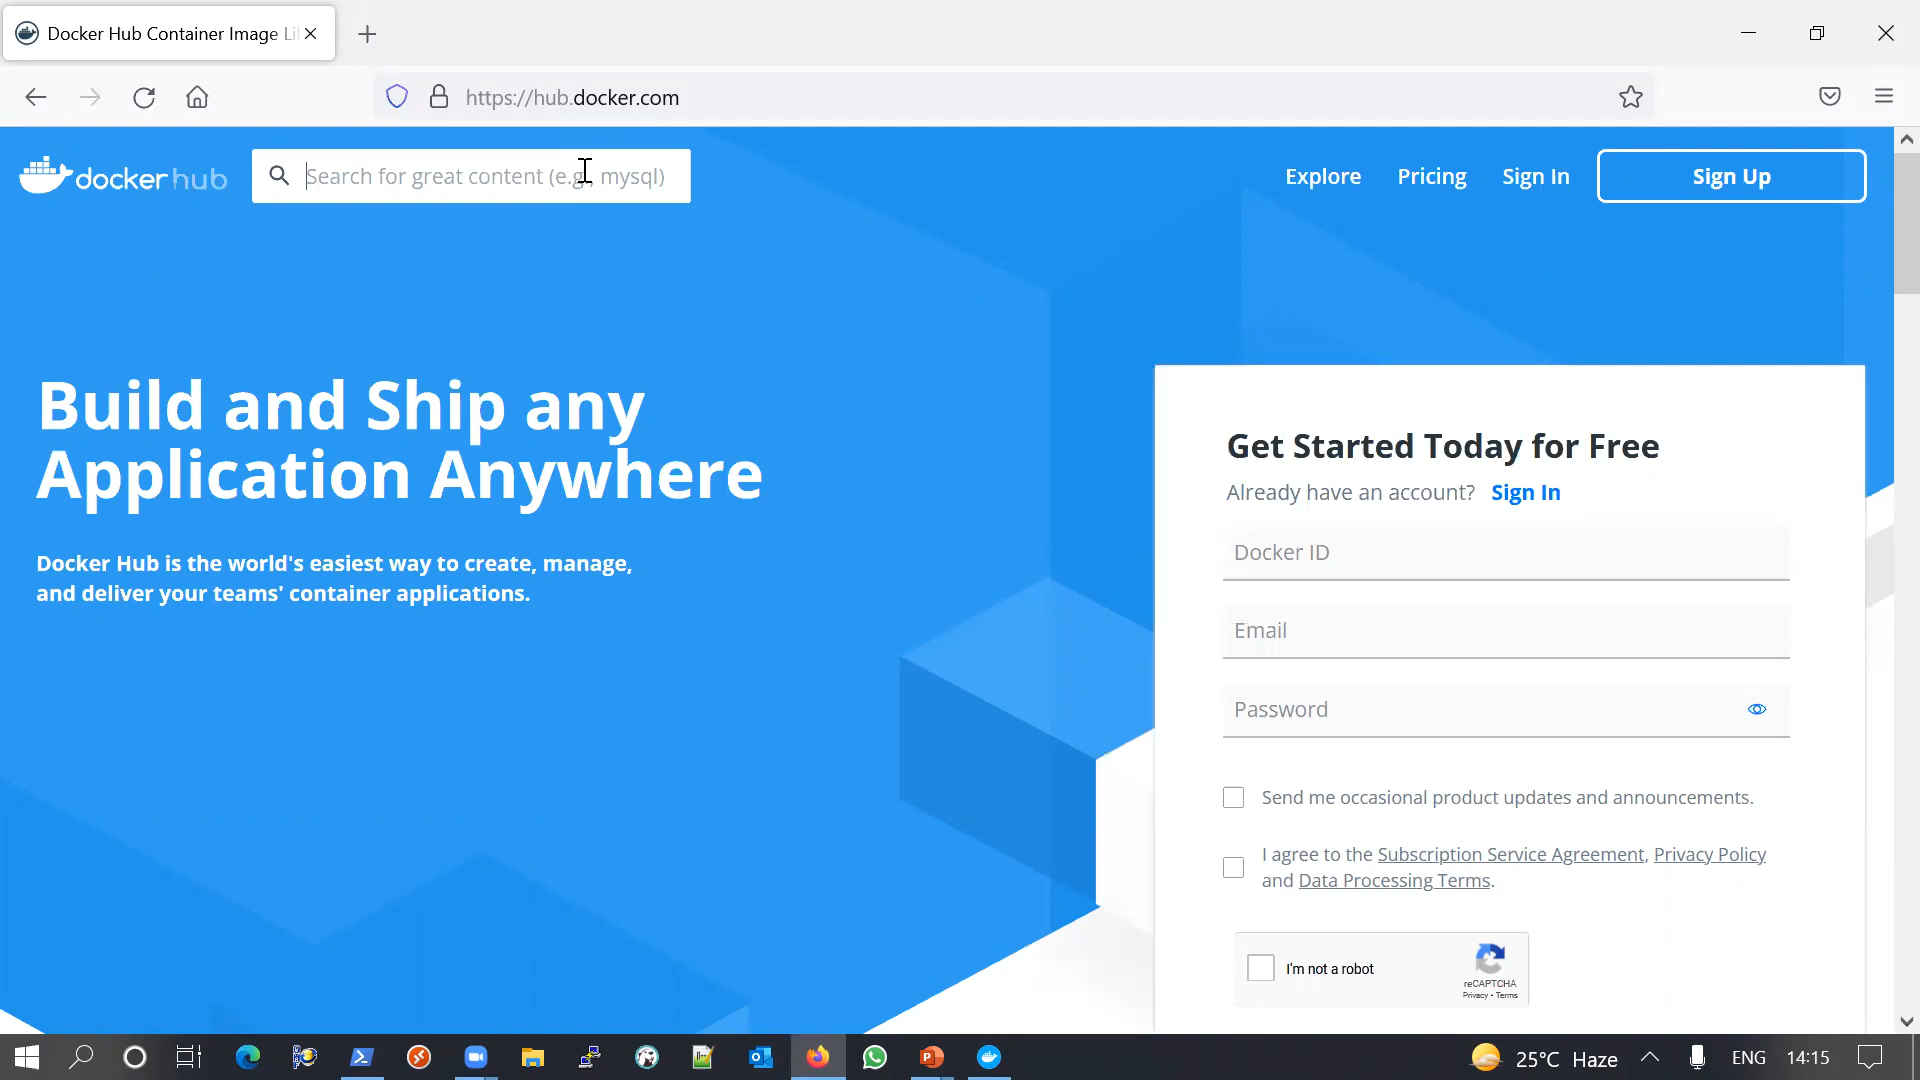 Docker Hub Container Image Li
https://hub.docker.com
docker hub
Search for great content (e.g., mysql)
Explore
Pricing
Sign In
Sign Up
Build and Ship any
Application Anywhere
Docker Hub is the world's easiest way to create, manage,
and deliver your teams' container applications.
Get Started Today for Free
Already have an account? Sign In
Docker ID
Email
Password
Send me occasional product updates and announcements.
I agree to the Subscription Service Agreement, Privacy Policy
and Data Processing Terms.
I'm not a robot
reCAPTCHA
Privacy - Terms
25°C Haze
ENG
14:15